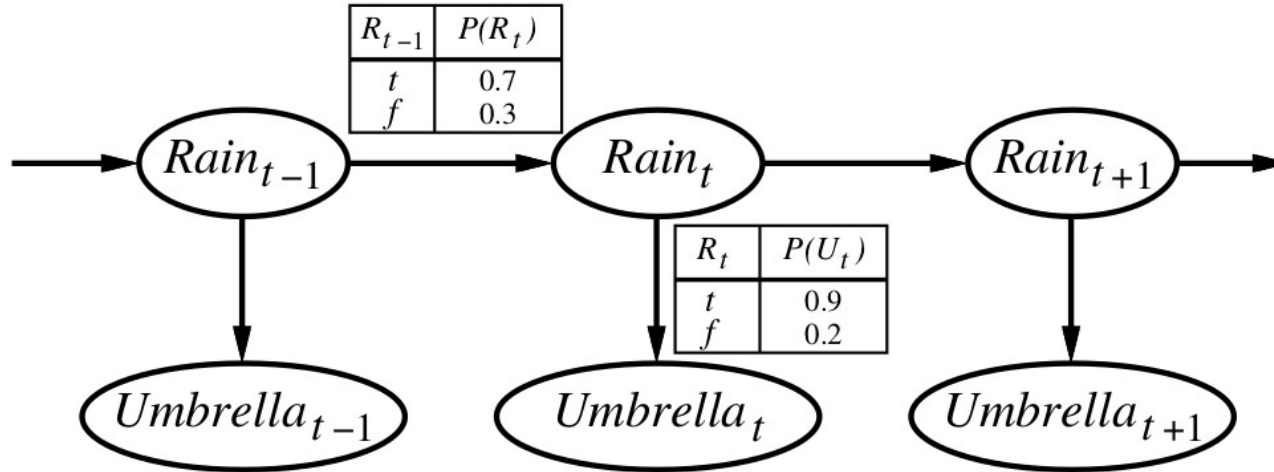 R_{t-1} P(R_t)
t 0.7
f 0.3
Rain_{t-1} Rain_t Rain_{t+1}
R_t P(U_t)
t 0.9
f 0.2
Umbrella_{t-1} Umbrella_t Umbrella_{t+1}